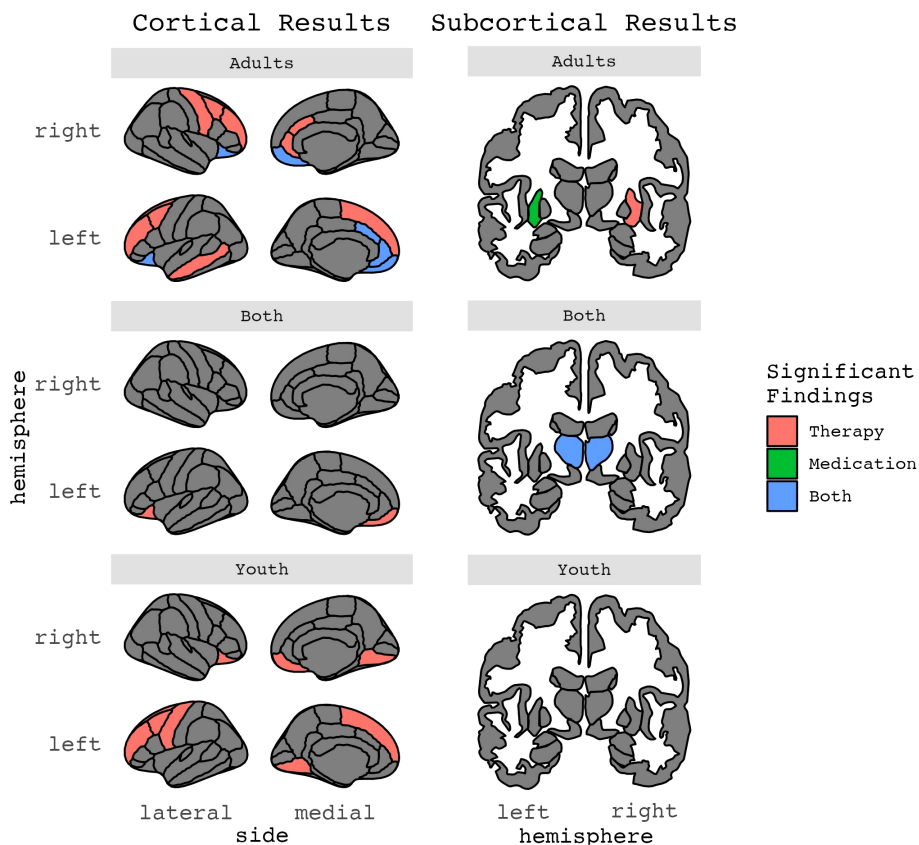 Cortical Results
Subcortical Results
Adults
Adults
right
left
Both
Both
right
left
hemisphere
Significant
Findings
Therapy
Medication
Both
Youth
Youth
right
left
lateral
medial
left
right
side
hemisphere